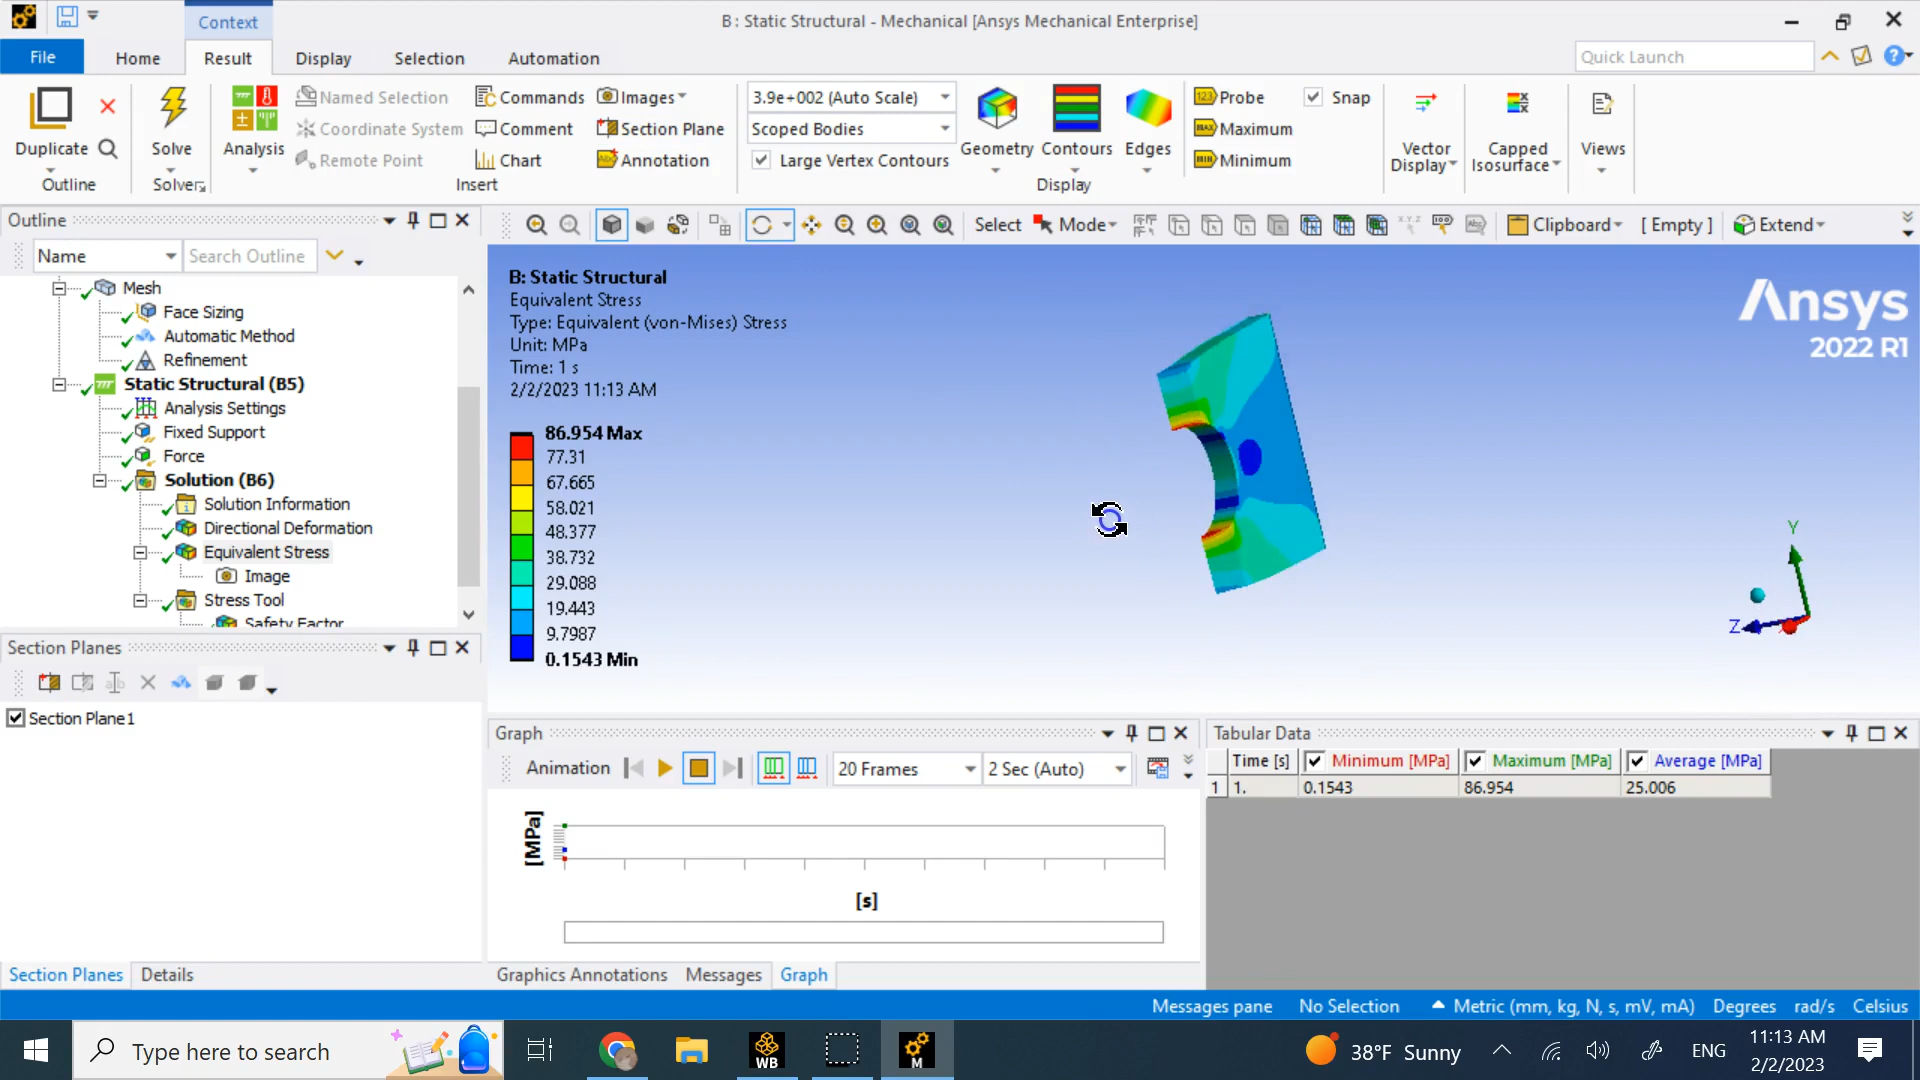 Context
B : Static Structural - Mechanical [Ansys Mechanical Enterprise]
File
Home
Result
Display
Selection
Automation
Quick Launch
Duplicate
Outline
Solve
Solver
Analysis
Named Selection
Coordinate System
Remote Point
Commands
Comment
Chart
Images
Section Plane
Annotation
Insert
3.9e+002 (Auto Scale)
Scoped Bodies
Large Vertex Contours
Geometry
Contours
Edges
Display
Probe
Maximum
Minimum
Snap
Vector
Display
Capped
Isosurface
Views
Outline
Name
Search Outline
Select
Mode
Clipboard
[ Empty ]
Extend
Mesh
Face Sizing
Automatic Method
Refinement
Static Structural (B5)
Analysis Settings
Fixed Support
Force
Solution (B6)
Solution Information
Directional Deformation
Equivalent Stress
Image
Stress Tool
Safety Factor
B: Static Structural
Equivalent Stress
Type: Equivalent (von-Mises) Stress
Unit: MPa
Time: 1 s
2/2/2023 11:13 AM
86.954 Max
77.31
67.665
58.021
48.377
38.732
29.088
19.443
9.7987
0.1543 Min
Ansys
2022 R1
Y
Z
Section Planes
Section Plane1
Section Planes
Details
Graph
Animation
20 Frames
2 Sec (Auto)
[MPa]
[s]
Graphics Annotations
Messages
Graph
Tabular Data
Time [s]
Minimum [MPa]
Maximum [MPa]
Average [MPa]
1
1.
0.1543
86.954
25.006
Messages pane
No Selection
Metric (mm, kg, N, s, mV, mA)
Degrees
rad/s
Celsius
Type here to search
WB
M
38°F Sunny
ENG
11:13 AM
2/2/2023